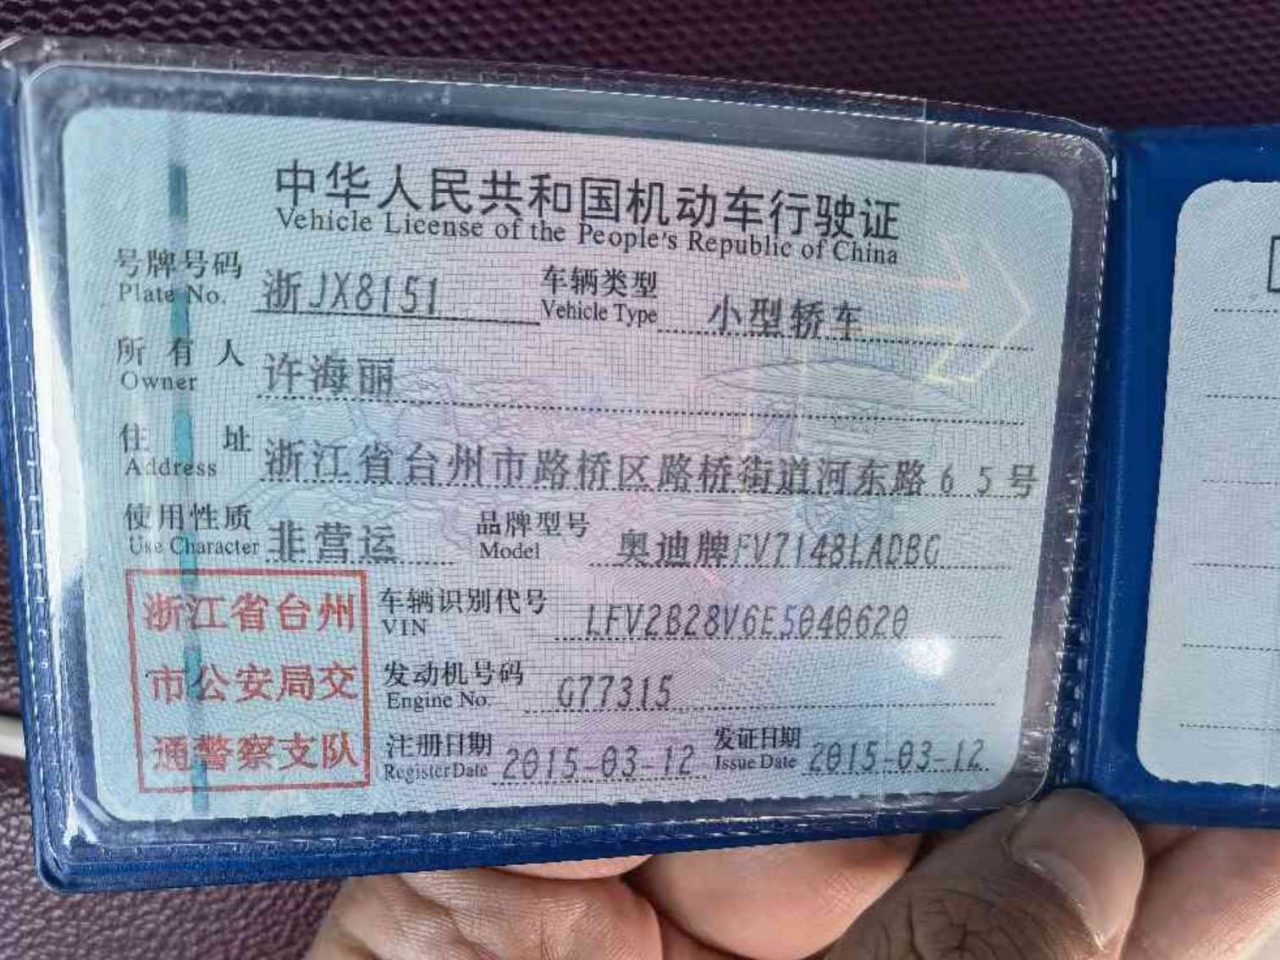 中华人民共和国机动车行驶证
Vehicle License of the People's Republic of China
号牌号码 浙JX8151 车辆类型 小型轿车
Plate No. Vehicle Type
所有人 许海丽
Owner
住址 浙江省台州市路桥区路桥街道河东路65号
Address
使用性质 非营运 品牌型号 奥迪牌FV7148LADBG
Use Character Model
浙江省台州
市公安局交
通警察支队
车辆识别代号 LFV2B28V6E5040620
VIN
发动机号码 G77315
Engine No.
注册日期 2015-03-12 发证日期 2015-03-12
Register Date Issue Date